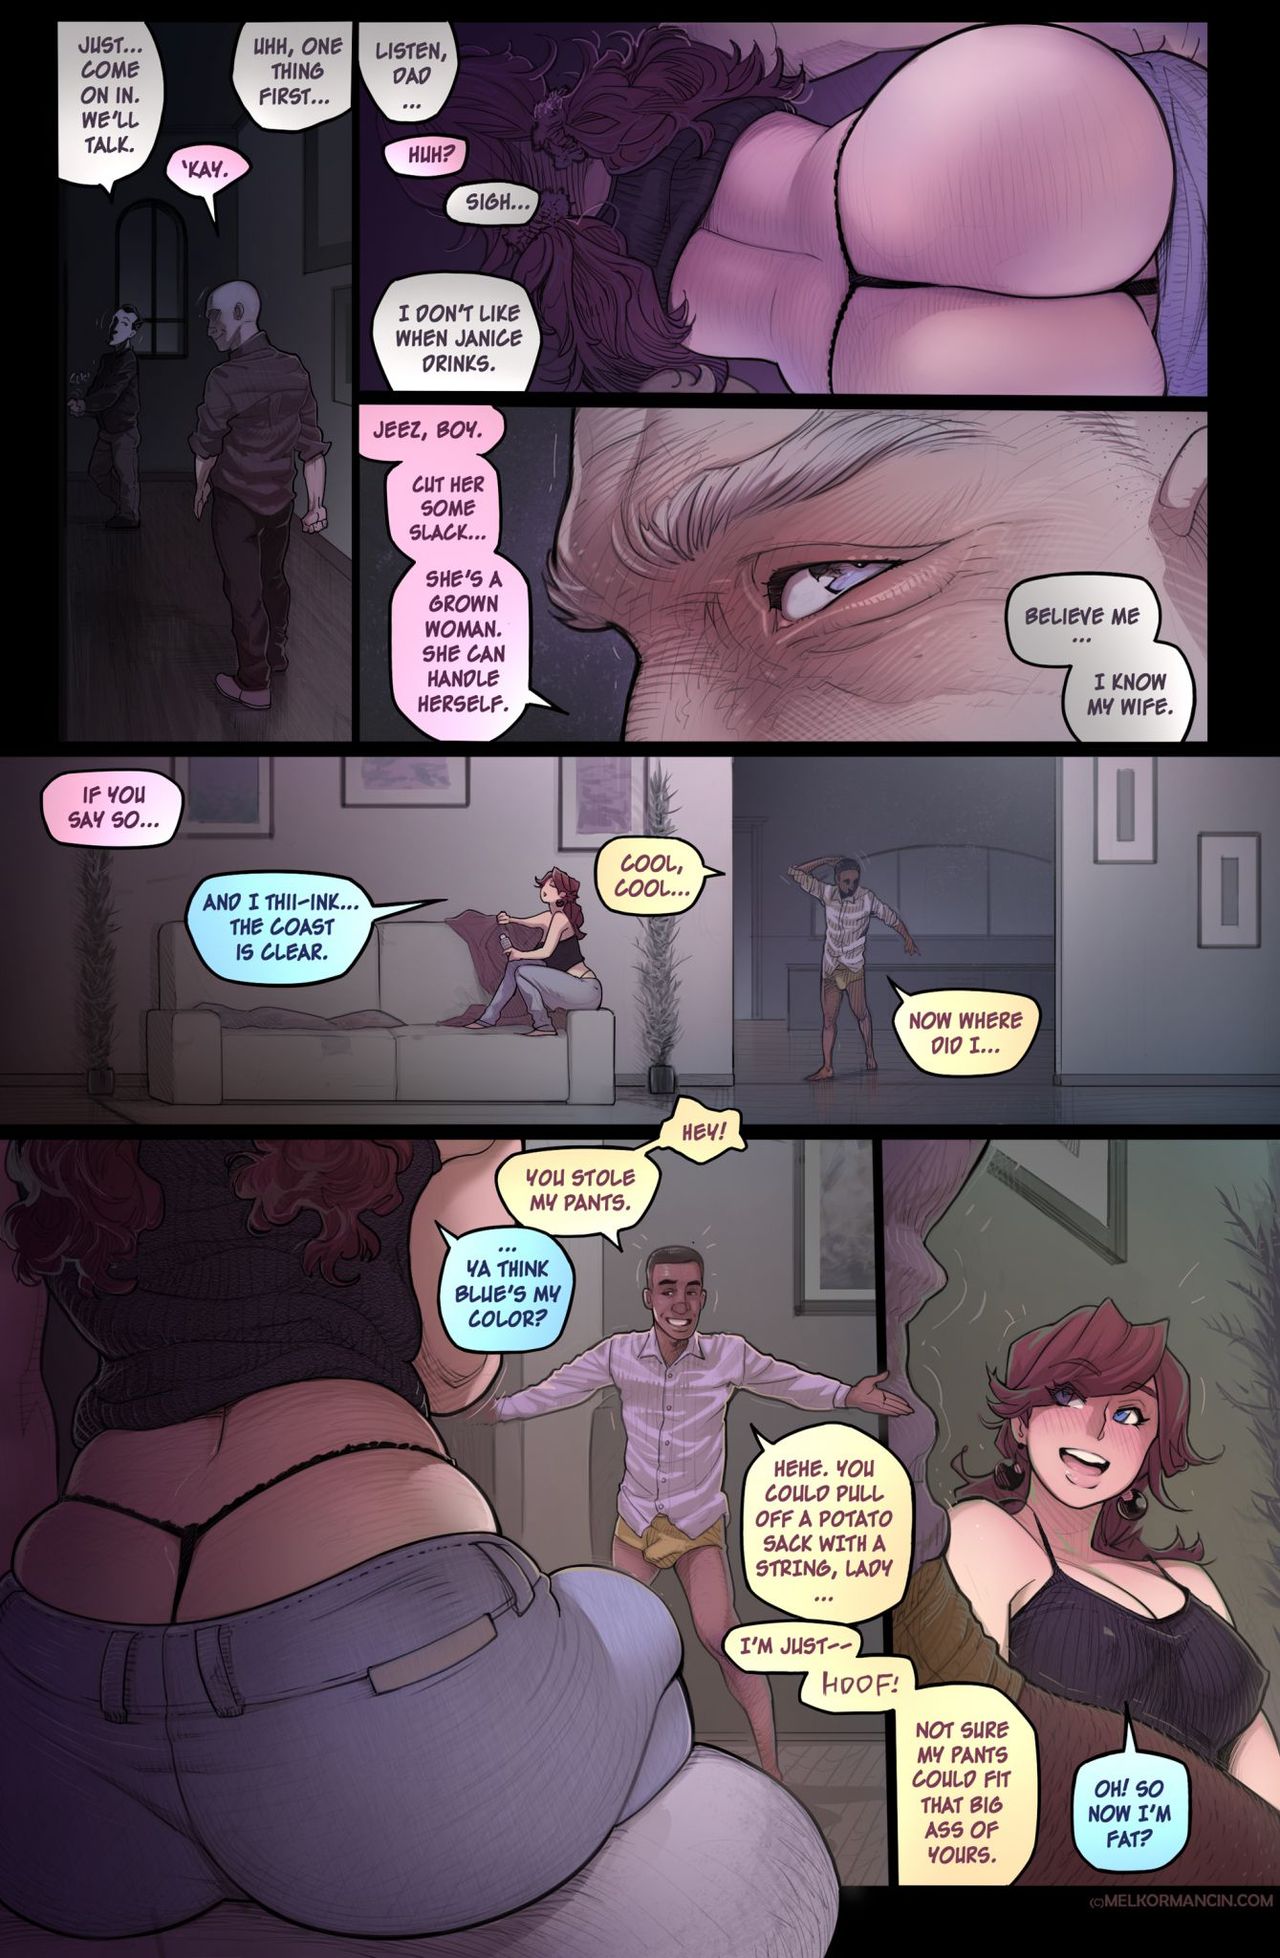 JUST...
COME
ON IN.
WE'LL
TALK.
'KAY.
UHH, ONE
THING
FIRST...
LISTEN,
DAD
...
HUH?
SIGH...
I DON'T LIKE
WHEN JANICE
DRINKS.
JEEZ, BOY.
CUT HER
SOME
SLACK...
SHE'S A
GROWN
WOMAN.
SHE CAN
HANDLE
HERSELF.
BELIEVE ME
...
I KNOW
MY WIFE.
IF YOU
SAY SO...
AND I THII-INK...
THE COAST
IS CLEAR.
COOL,
COOL...
NOW WHERE
DID I...
HEY!
YOU STOLE
MY PANTS.
...
YA THINK
BLUE'S MY
COLOR?
HEHE. YOU
COULD PULL
OFF A POTATO
SACK WITH A
STRING, LADY
...
I'M JUST--
HOOF!
NOT SURE
MY PANTS
COULD FIT
THAT BIG
ASS OF
YOURS.
OH! SO
NOW I'M
FAT?
(C)MELKORMANCIN.COM